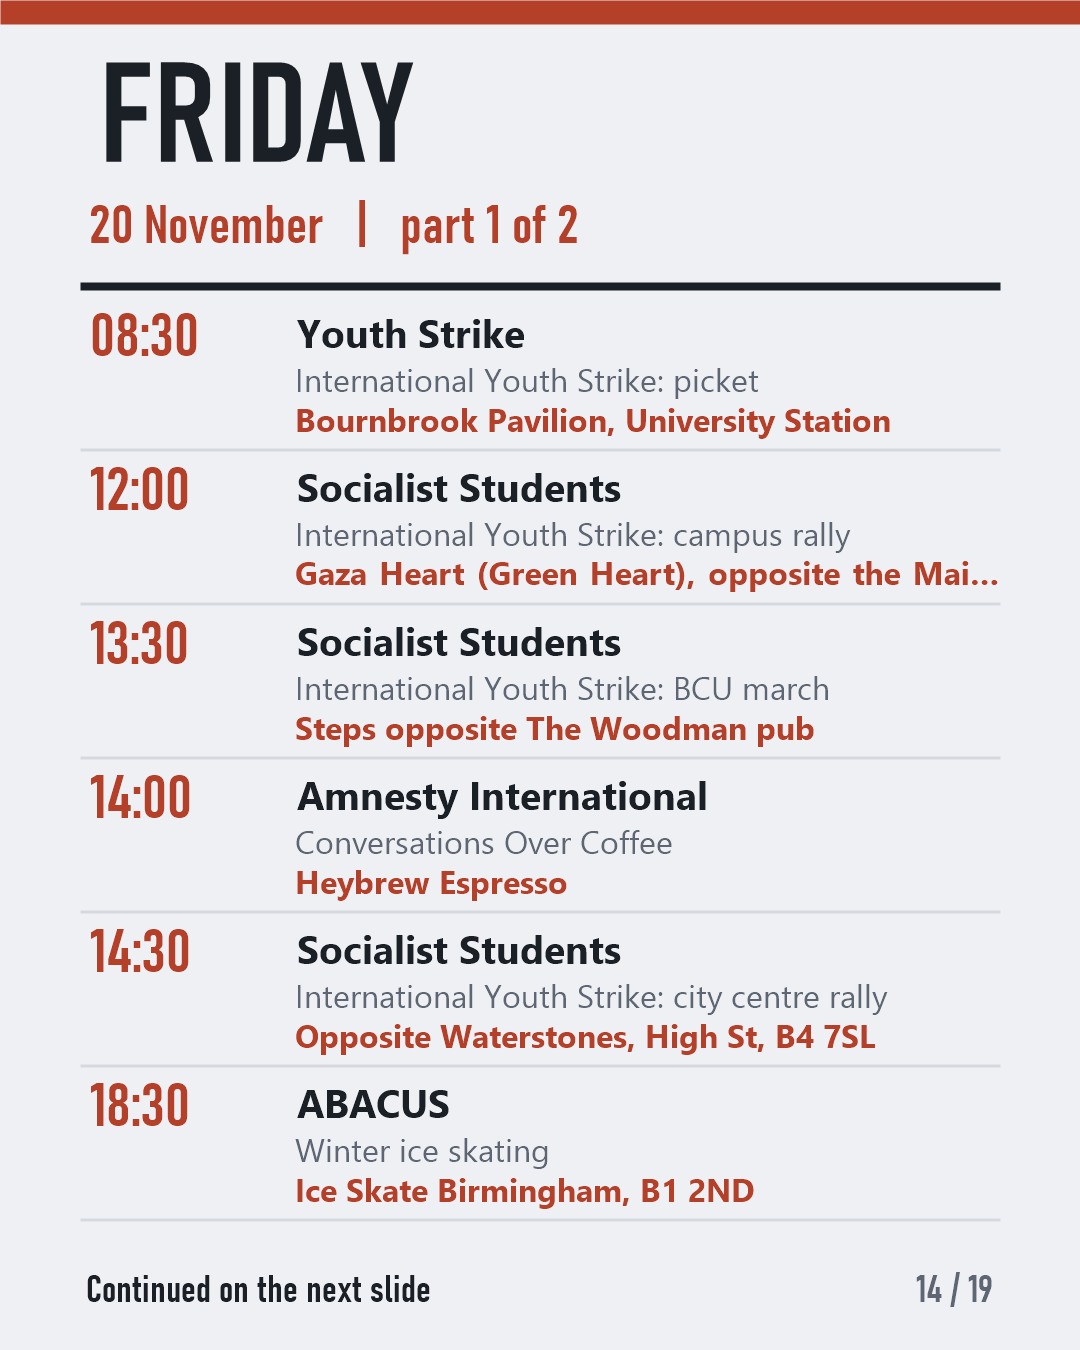 FRIDAY
20 November | part 1 of 2
08:30
Youth Strike
International Youth Strike: picket
Bournbrook Pavilion, University Station
12:00
Socialist Students
International Youth Strike: campus rally
Gaza Heart (Green Heart), opposite the Mai...
13:30
Socialist Students
International Youth Strike: BCU march
Steps opposite The Woodman pub
14:00
Amnesty International
Conversations Over Coffee
Heybrew Espresso
14:30
Socialist Students
International Youth Strike: city centre rally
Opposite Waterstones, High St, B4 7SL
18:30
ABACUS
Winter ice skating
Ice Skate Birmingham, B1 2ND
Continued on the next slide
14 / 19